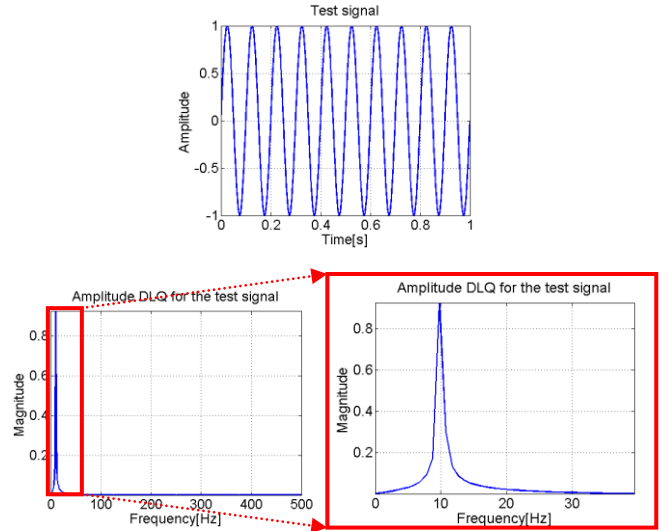 Test signal
Amplitude
1
0.5
0
-0.5
-1
0 0.2 0.4 0.6 0.8 1
Time[s]
Amplitude DLQ for the test signal
Magnitude
0.8
0.6
0.4
0.2
0 100 200 300 400 500
Frequency[Hz]
Amplitude DLQ for the test signal
Magnitude
0.8
0.6
0.4
0.2
0 10 20 30
Frequency[Hz]